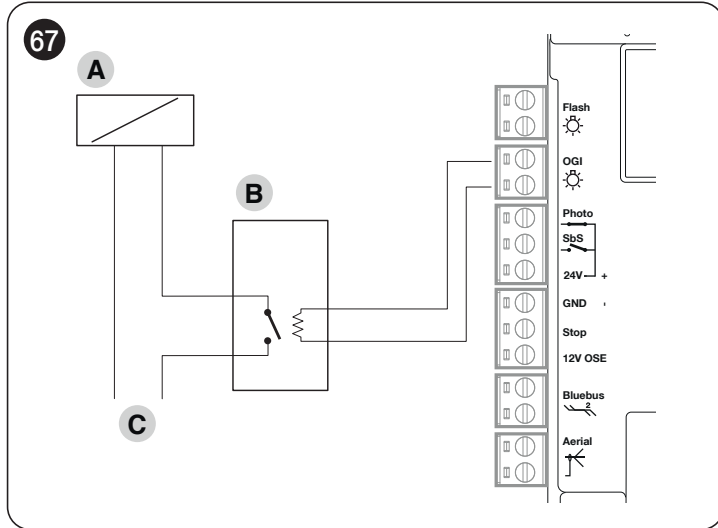 67
A
B
C
Flash
OGI
Photo
SbS
24V +
GND -
Stop
12V OSE
Bluebus
2
Aerial